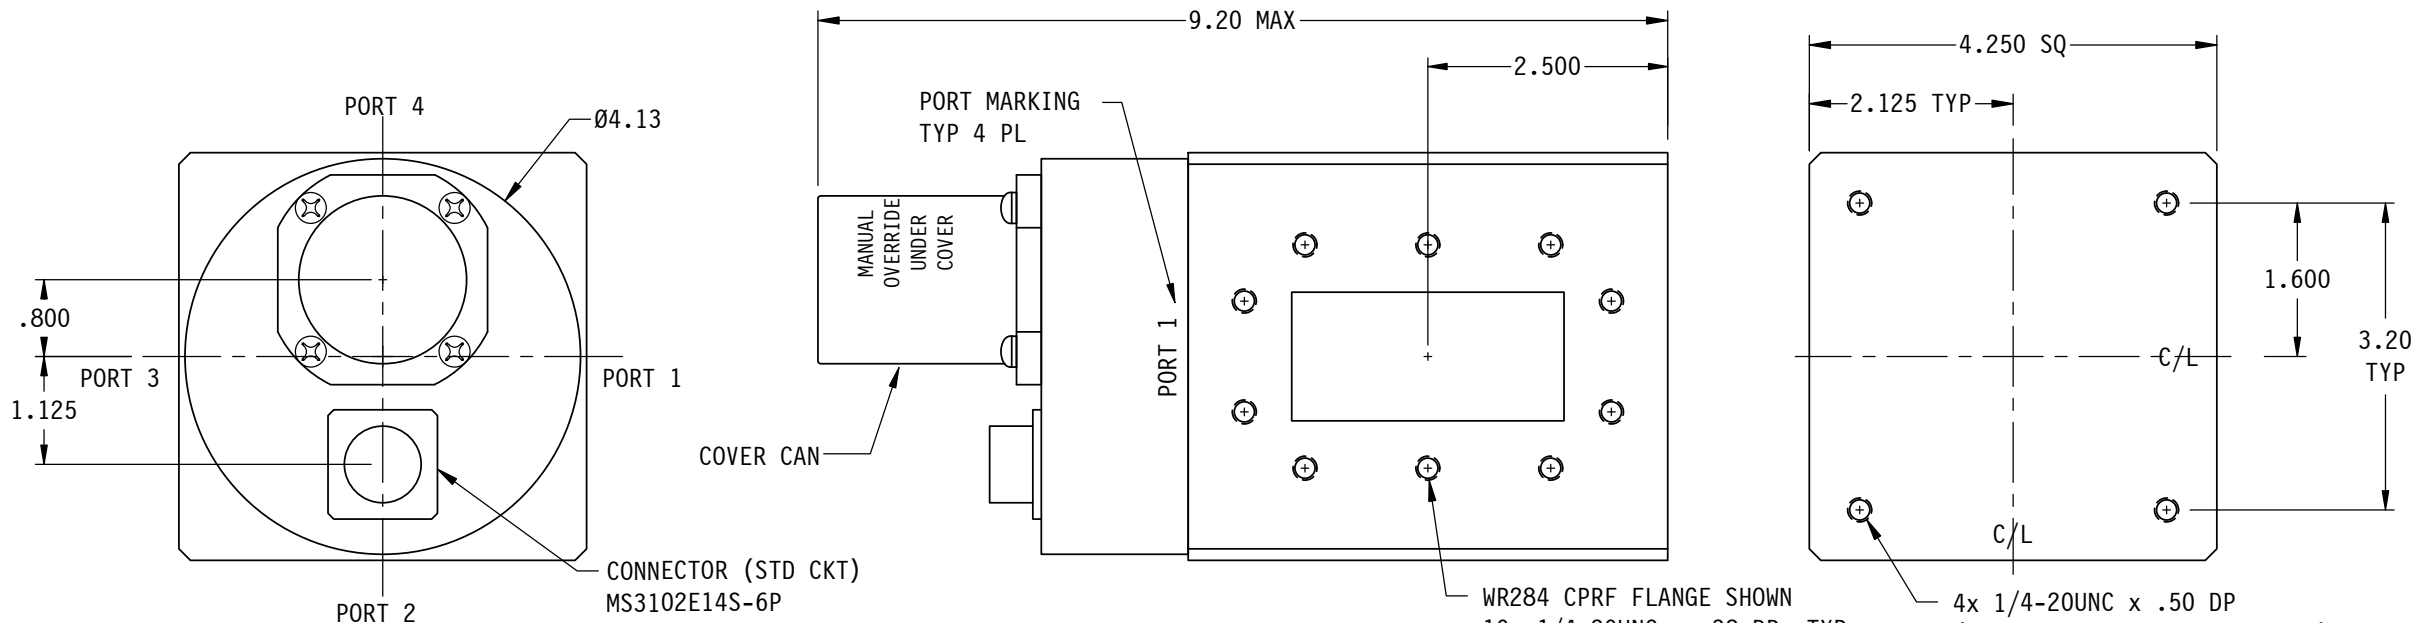 PORT 4
Ø4.13
.800
PORT 3
PORT 1
1.125
CONNECTOR (STD CKT)
MS3102E14S-6P
PORT 2
9.20 MAX
2.500
PORT MARKING
TYP 4 PL
MANUAL
OVERRIDE
UNDER
COVER
PORT 1
COVER CAN
WR284 CPRF FLANGE SHOWN
4.250 SQ
2.125 TYP
1.600
3.20
TYP
C/L
C/L
4x 1/4-20UNC x .50 DP